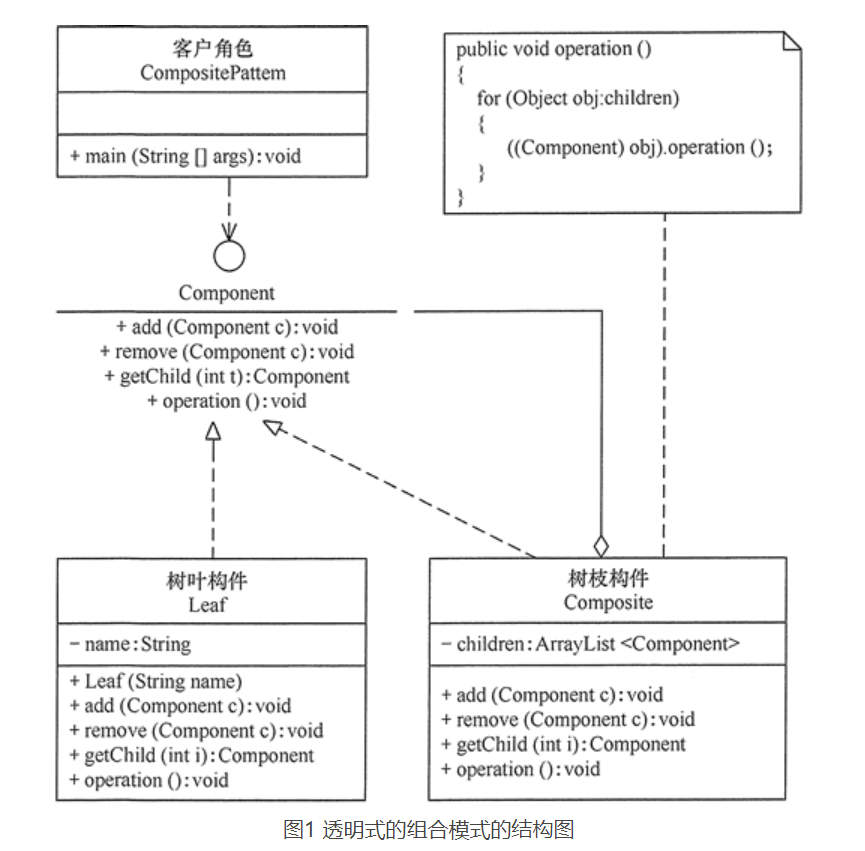 客户角色
CompositePattem
+ main (String [] args):void
public void operation ()
{
for (Object obj:children)
{
((Component) obj).operation ();
}
}
Component
+ add (Component c):void
+ remove (Component c):void
+ getChild (int t):Component
+ operation ():void
树叶构件
Leaf
- name:String
+ Leaf (String name)
+ add (Component c):void
+ remove (Component c):void
+ getChild (int i):Component
+ operation ():void
树枝构件
Composite
- children:ArrayList <Component>
+ add (Component c):void
+ remove (Component c):void
+ getChild (int i):Component
+ operation ():void
图1 透明式的组合模式的结构图